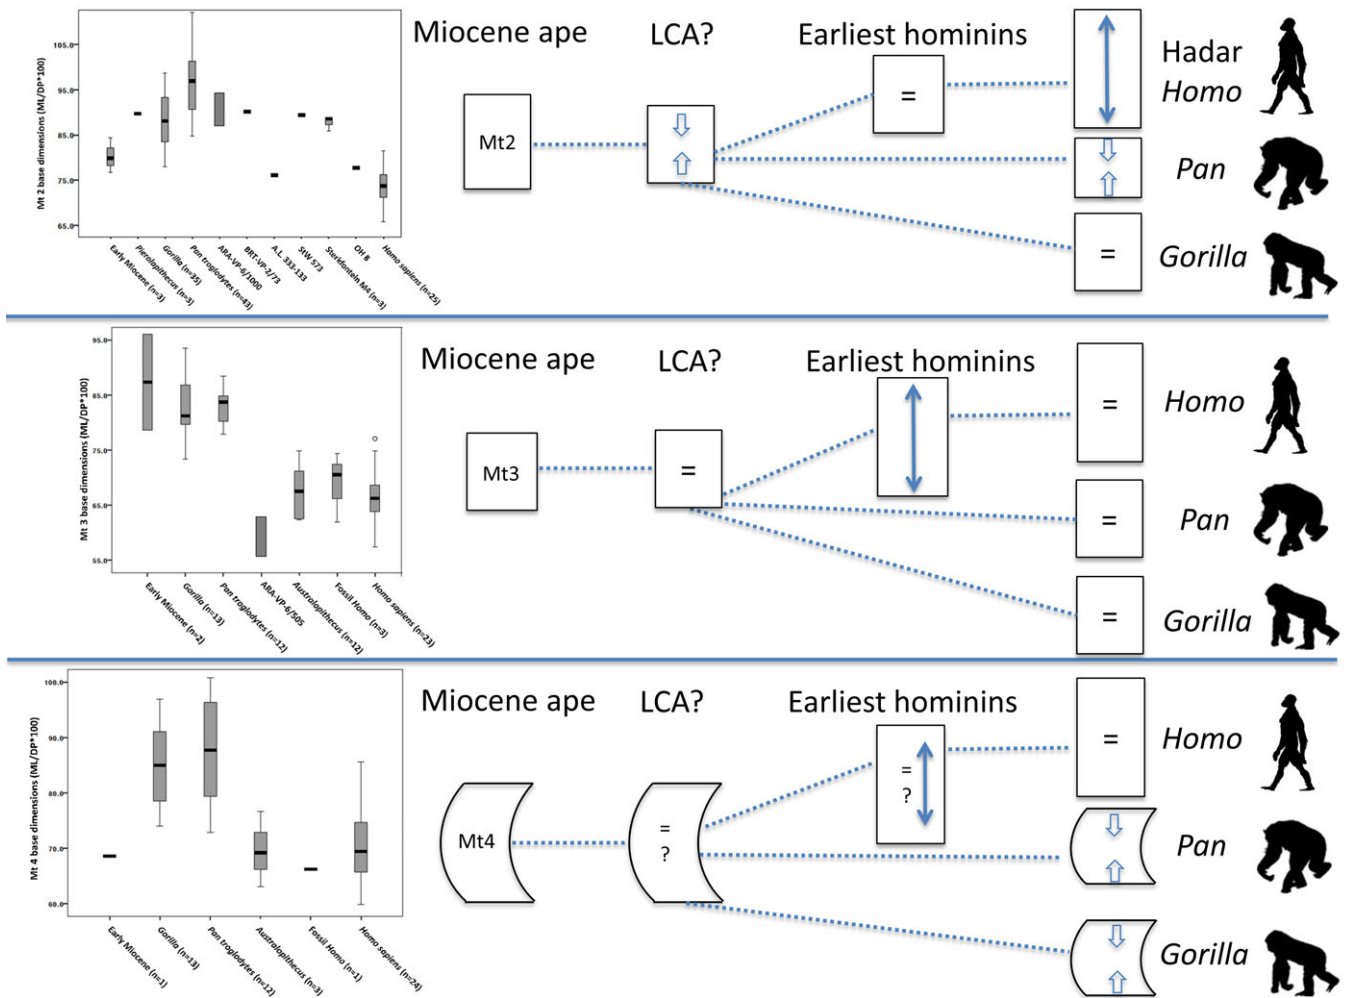 Mt 2 base dimensions (ML/DP*100)
105.0
95.0
85.0
75.0
65.0
Early Miocene (n=3)
Pierolapithecus (n=3)
Gorilla (n=35)
Pan troglodytes (n=43)
ARA-VP-6/1000
BRT-VP-2/73
A.L. 333-133
StW 573
Sterkfontein M4 (n=3)
OH 8
Homo sapiens (n=25)
Miocene ape
LCA?
Earliest hominins
Mt2
=
=
Hadar
Homo
Pan
Gorilla
Mt 3 base dimensions (ML/DP*100)
95.0
85.0
75.0
65.0
55.0
Early Miocene (n=2)
Gorilla (n=13)
Pan troglodytes (n=12)
ARA-VP-6/505
Australopithecus (n=12)
Fossil Homo (n=3)
Homo sapiens (n=23)
Miocene ape
LCA?
Earliest hominins
Mt3
=
=
Homo
=
Pan
=
Gorilla
Mt 4 base dimensions (ML/DP*100)
100.0
90.0
80.0
70.0
60.0
Early Miocene (n=1)
Gorilla (n=13)
Pan troglodytes (n=12)
Australopithecus (n=3)
Fossil Homo (n=1)
Homo sapiens (n=24)
Miocene ape
LCA?
Earliest hominins
Mt4
=
?
=
?
=
Homo
Pan
Gorilla